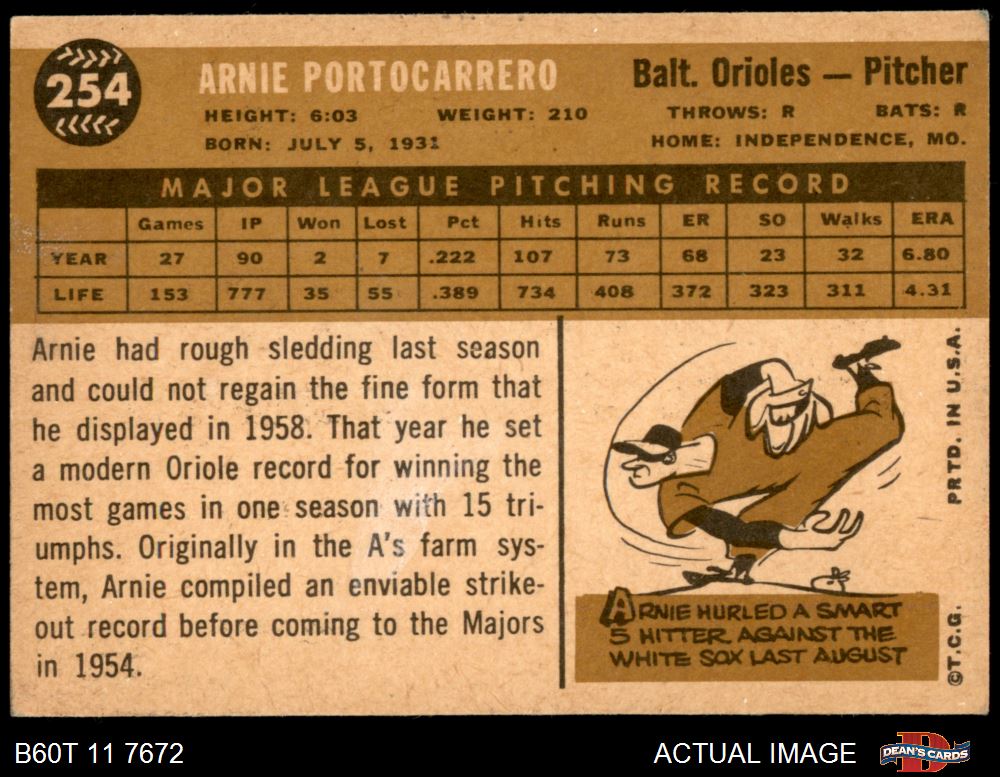 254
ARNIE PORTOCARRERO
Balt. Orioles — Pitcher
HEIGHT: 6:03 WEIGHT: 210 THROWS: R BATS: R
BORN: JULY 5, 1931 HOME: INDEPENDENCE, MO.
MAJOR LEAGUE PITCHING RECORD
Games IP Won Lost Pct Hits Runs ER SO Walks ERA
YEAR 27 90 2 7 .222 107 73 68 23 32 6.80
LIFE 153 777 35 55 .389 734 408 372 323 311 4.31
Arnie had rough sledding last season
and could not regain the fine form that
he displayed in 1958. That year he set
a modern Oriole record for winning the
most games in one season with 15 tri-
umphs. Originally in the A's farm sys-
tem, Arnie compiled an enviable strike-
out record before coming to the Majors
in 1954.
ARNIE HURLED A SMART
5 HITTER AGAINST THE
WHITE SOX LAST AUGUST
©T.C.G. PRTD. IN U.S.A.
B60T 11 7672
ACTUAL IMAGE
DEAN'S CARDS